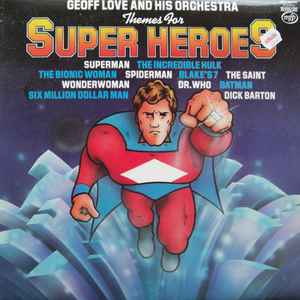 GEOFF LOVE AND HIS ORCHESTRA
Themes For
SUPER HEROES
SUPERMAN THE INCREDIBLE HULK
THE BIONIC WOMAN SPIDERMAN BLAKE'S 7 THE SAINT
WONDERWOMAN DR.WHO BATMAN
SIX MILLION DOLLAR MAN DICK BARTON